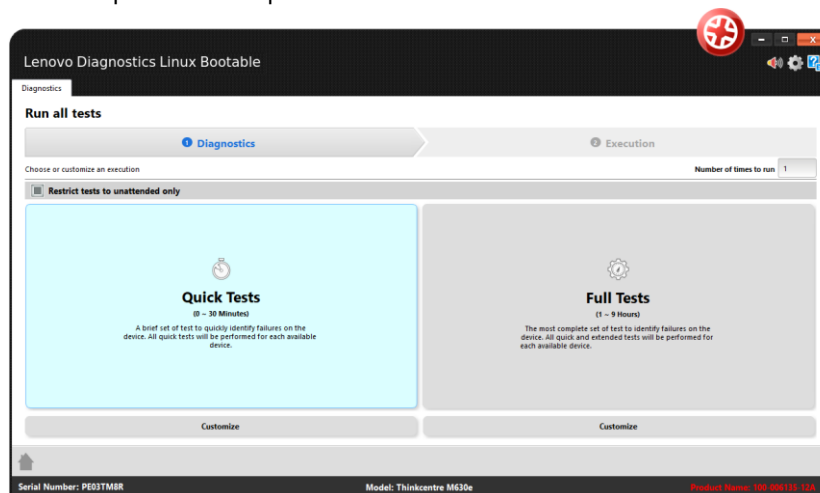 Lenovo Diagnostics Linux Bootable
Diagnostics
Run all tests
1 Diagnostics
2 Execution
Choose or customize an execution
Number of times to run 1
Restrict tests to unattended only
Quick Tests
(0 ~ 30 Minutes)
A brief set of test to quickly identify failures on the
device. All quick tests will be performed for each available
device.
Full Tests
(1 ~ 9 Hours)
The most complete set of test to identify failures on the
device. All quick and extended tests will be performed for
each available device.
Customize
Customize
Serial Number: PE03TM8R
Model: Thinkcentre M630e
Product Name: